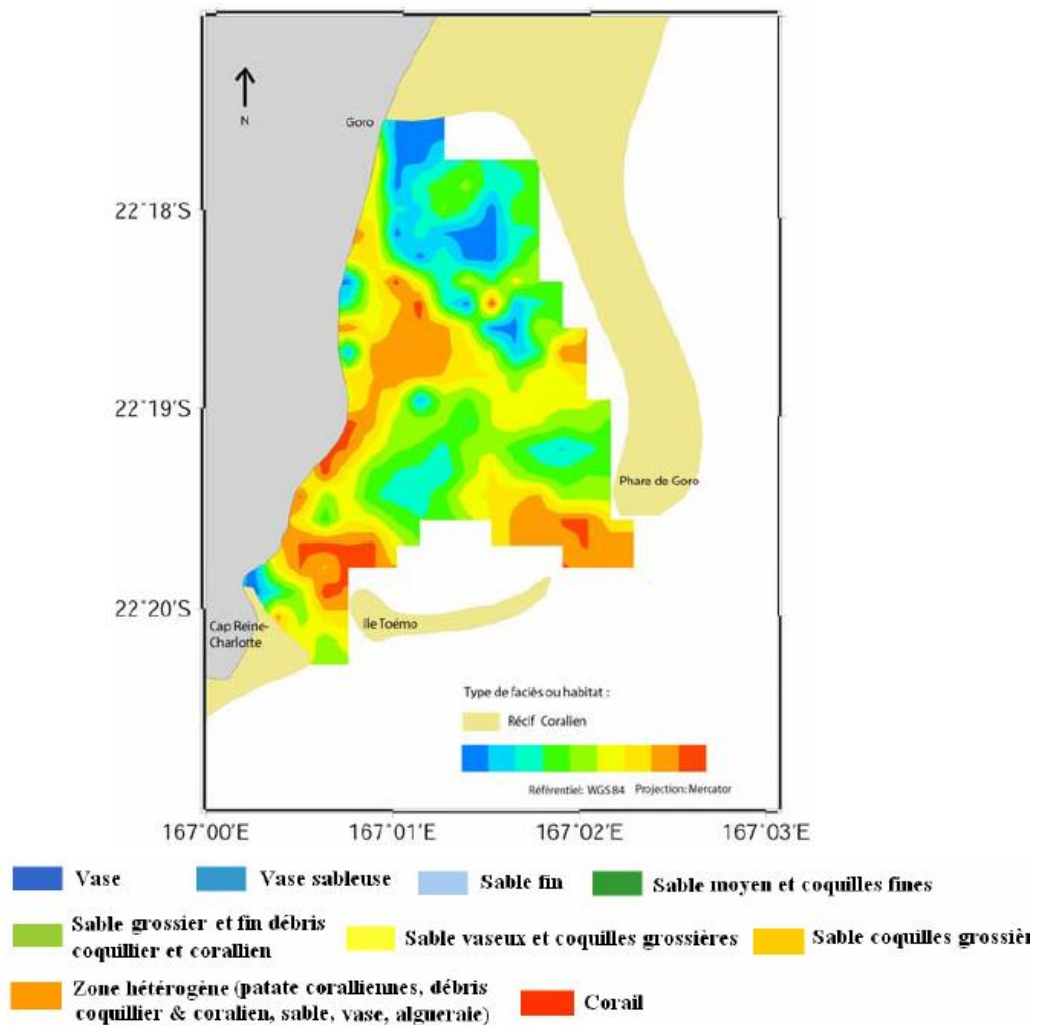 N
Goro
22°18'S
22°19'S
Phare de Goro
22°20'S
Cap Reine-
Charlotte
île Toémo
Type de faciès ou habitat :
Récif Coralien
Référentiel: WGS84 Projection: Mercator
167°00'E 167°01'E 167°02'E 167°03'E
Vase Vase sableuse Sable fin Sable moyen et coquilles fines
Sable grossier et fin débris
coquillier et corallien
Sable vaseux et coquilles grossières Sable coquilles grossièr
Zone hétérogène (patate coralliennes, débris
coquillier & coralien, sable, vase, algueraie)
Corail